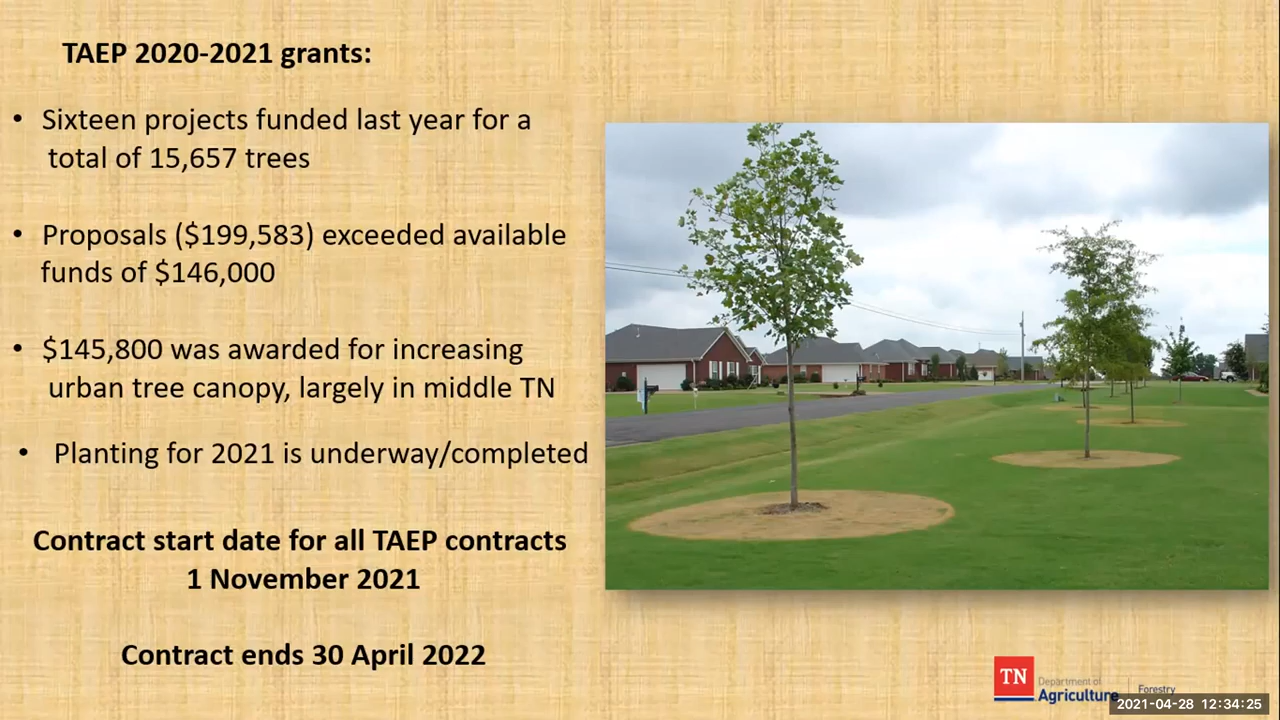 TAEP 2020-2021 grants:
• Sixteen projects funded last year for a
total of 15,657 trees
• Proposals ($199,583) exceeded available
funds of $146,000
• $145,800 was awarded for increasing
urban tree canopy, largely in middle TN
• Planting for 2021 is underway/completed
Contract start date for all TAEP contracts
1 November 2021
Contract ends 30 April 2022
TN
Department of
Agriculture
Forestry
2021-04-28 12:34:25